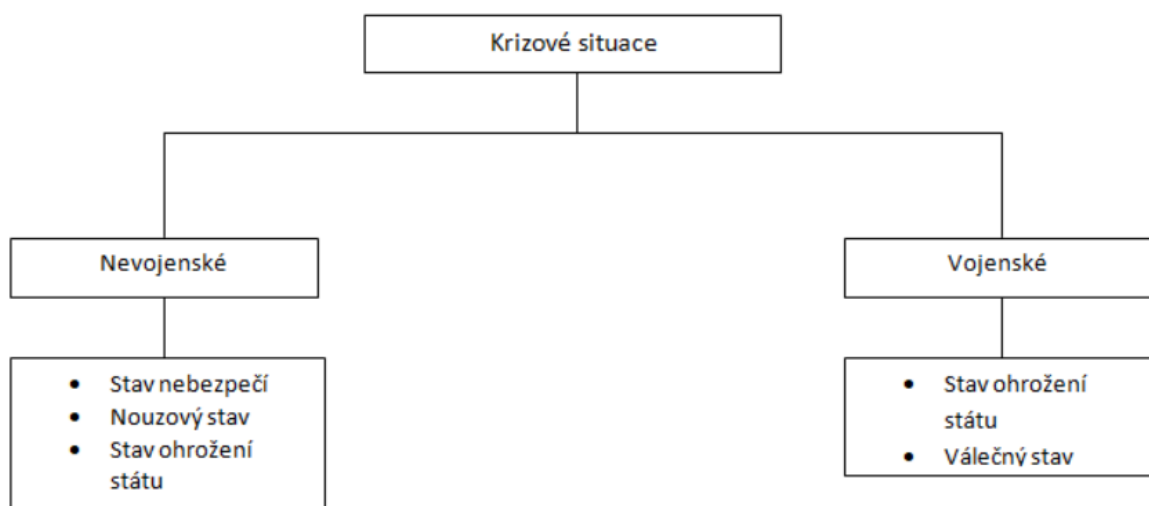 Krizové situace
Nevojenské
Vojenské
• Stav nebezpečí
• Nouzový stav
• Stav ohrožení
státu
• Stav ohrožení
státu
• Válečný stav